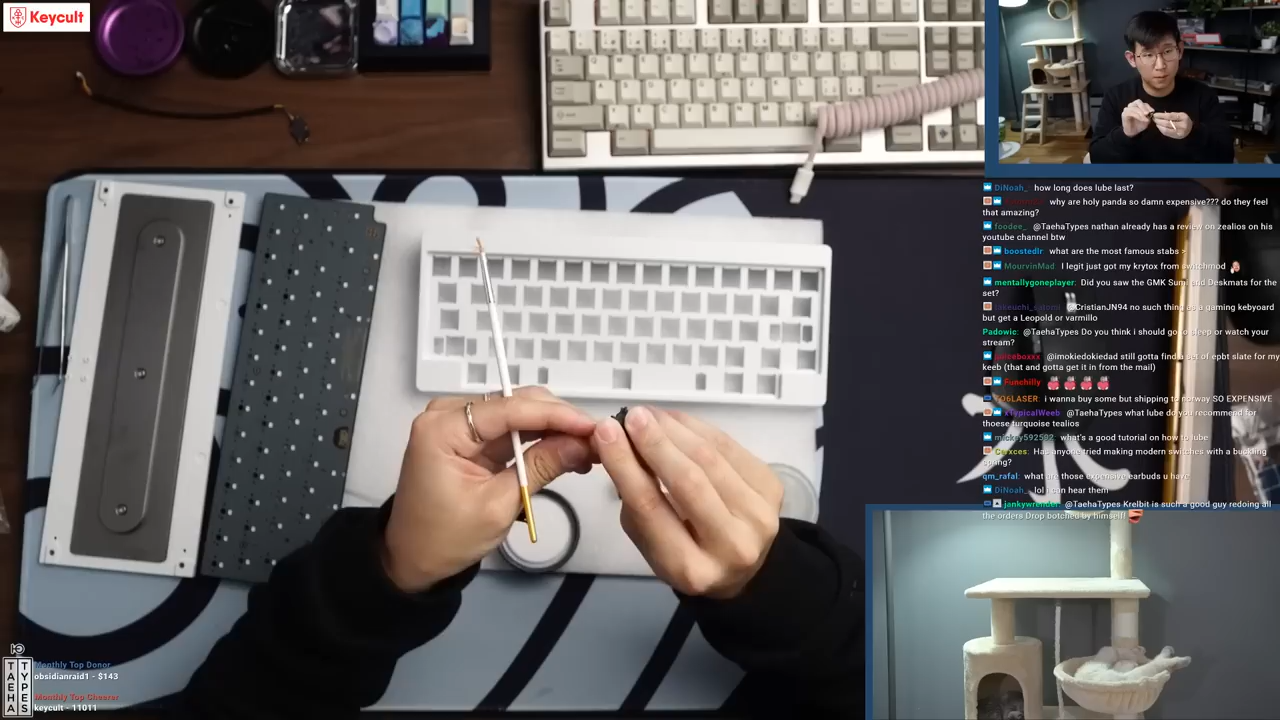 Keycult
DiNoah_ how long does lube last?
why are holy panda so damn expensive??? do they feel
that amazing?
foodee_ @TaehaTypes nathan already has a review on zealios on his
youtube channel btw
boostedIr what are the most famous stabs >
MourvinMad I legit just got my krytox from switchmod
mentallygoneplayer: Did you saw the GMK Sumi and Deskmats for the
set?
@CristianJN94 no such thing as a gaming kebyoard
but get a Leopold or varmillo
Padowic: @TaehaTypes Do you think i should go to sleep or watch your
stream?
@imokiedokiedad still gotta find a set of epbt slate for my
keeb (that and gotta get it in from the mail)
Funchilly
i wanna buy some but shipping to norway SO EXPENSIVE
xTypicalWeeb @TaehaTypes what lube do you recommend for
thoese turquoise tealios
mickey592592 what's a good tutorial on how to lube
Has anyone tried making modern switches with a buckling
spring?
qm_rafal: what are those expensive earbuds u have
DiNoah_ lol i can hear them
jankywrender @TaehaTypes Krelbit is such a good guy redoing all
the orders Drop botched by himself!
TAEHA
TYPES
Monthly Top Donor
obsidianraid1 - $143
Monthly Top Cheerer
keycult - 11011